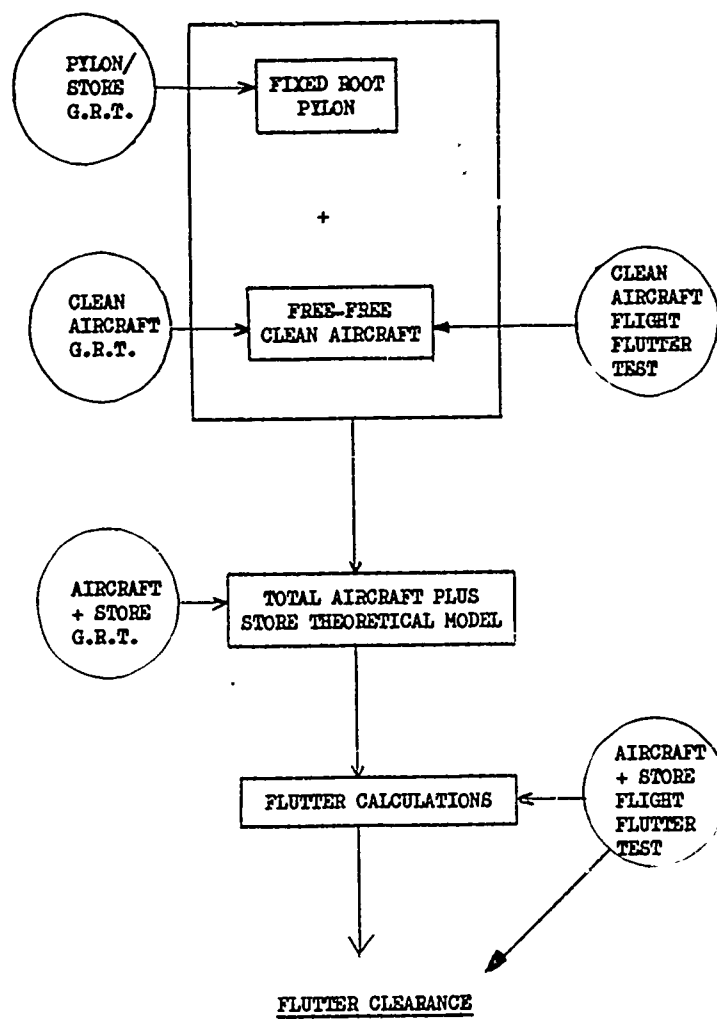 PYLON/
STORE
G.R.T.
FIXED ROOT
PYLON
+
CLEAN
AIRCRAFT
G.R.T.
FREE-FREE
CLEAN AIRCRAFT
CLEAN
AIRCRAFT
FLIGHT
FLUTTER
TEST
AIRCRAFT
+ STORE
G.R.T.
TOTAL AIRCRAFT PLUS
STORE THEORETICAL MODEL
FLUTTER CALCULATIONS
AIRCRAFT
+ STORE
FLIGHT
FLUTTER
TEST
FLUTTER CLEARANCE